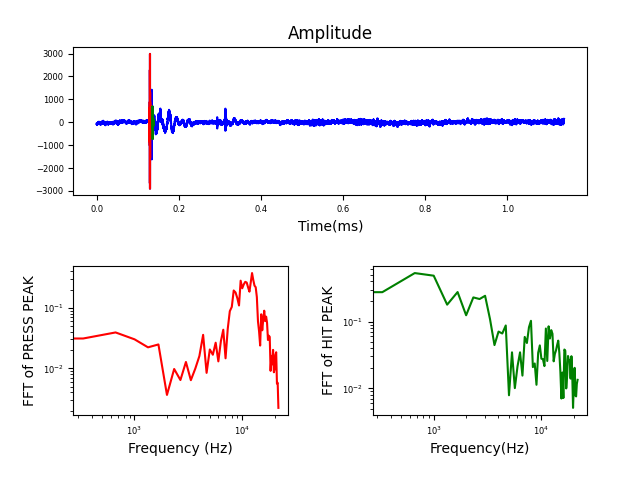 Amplitude
3000
2000
1000
0
−1000
−2000
−3000
0.0 0.2 0.4 0.6 0.8 1.0
Time(ms)
FFT of PRESS PEAK
10⁻¹
10⁻²
10³ 10⁴
Frequency (Hz)
FFT of HIT PEAK
10⁻¹
10⁻²
10³ 10⁴
Frequency(Hz)